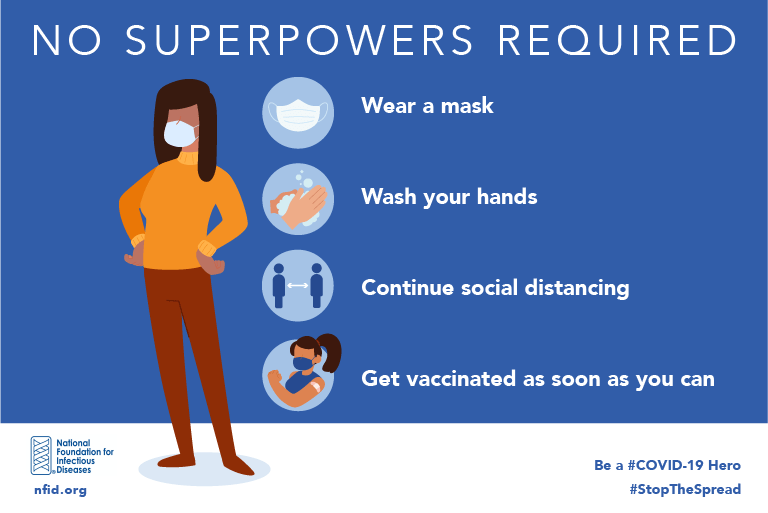 NO SUPERPOWERS REQUIRED
Wear a mask
Wash your hands
Continue social distancing
Get vaccinated as soon as you can
National
Foundation for
Infectious
® Diseases
nfid.org
Be a #COVID-19 Hero
#StopTheSpread